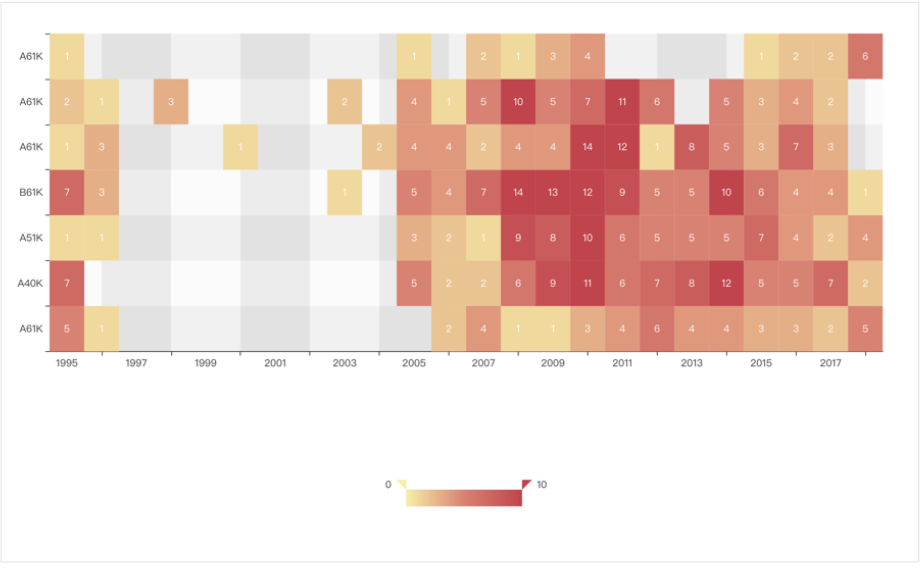 A61K 1 1 2 1 3 4 1 2 2 6
A61K 2 1 3 2 4 1 5 10 5 7 11 6 5 3 4 2
A61K 1 3 1 2 4 4 2 4 4 14 12 1 8 5 3 7 3
B61K 7 3 1 5 4 7 14 13 12 9 5 5 10 6 4 4 1
A51K 1 1 3 2 1 9 8 10 6 5 5 5 7 4 2 4
A40K 7 5 2 2 6 9 11 6 7 8 12 5 5 7 2
A61K 5 1 2 4 1 1 3 4 6 4 4 3 3 2 5
1995 1997 1999 2001 2003 2005 2007 2009 2011 2013 2015 2017
0 10